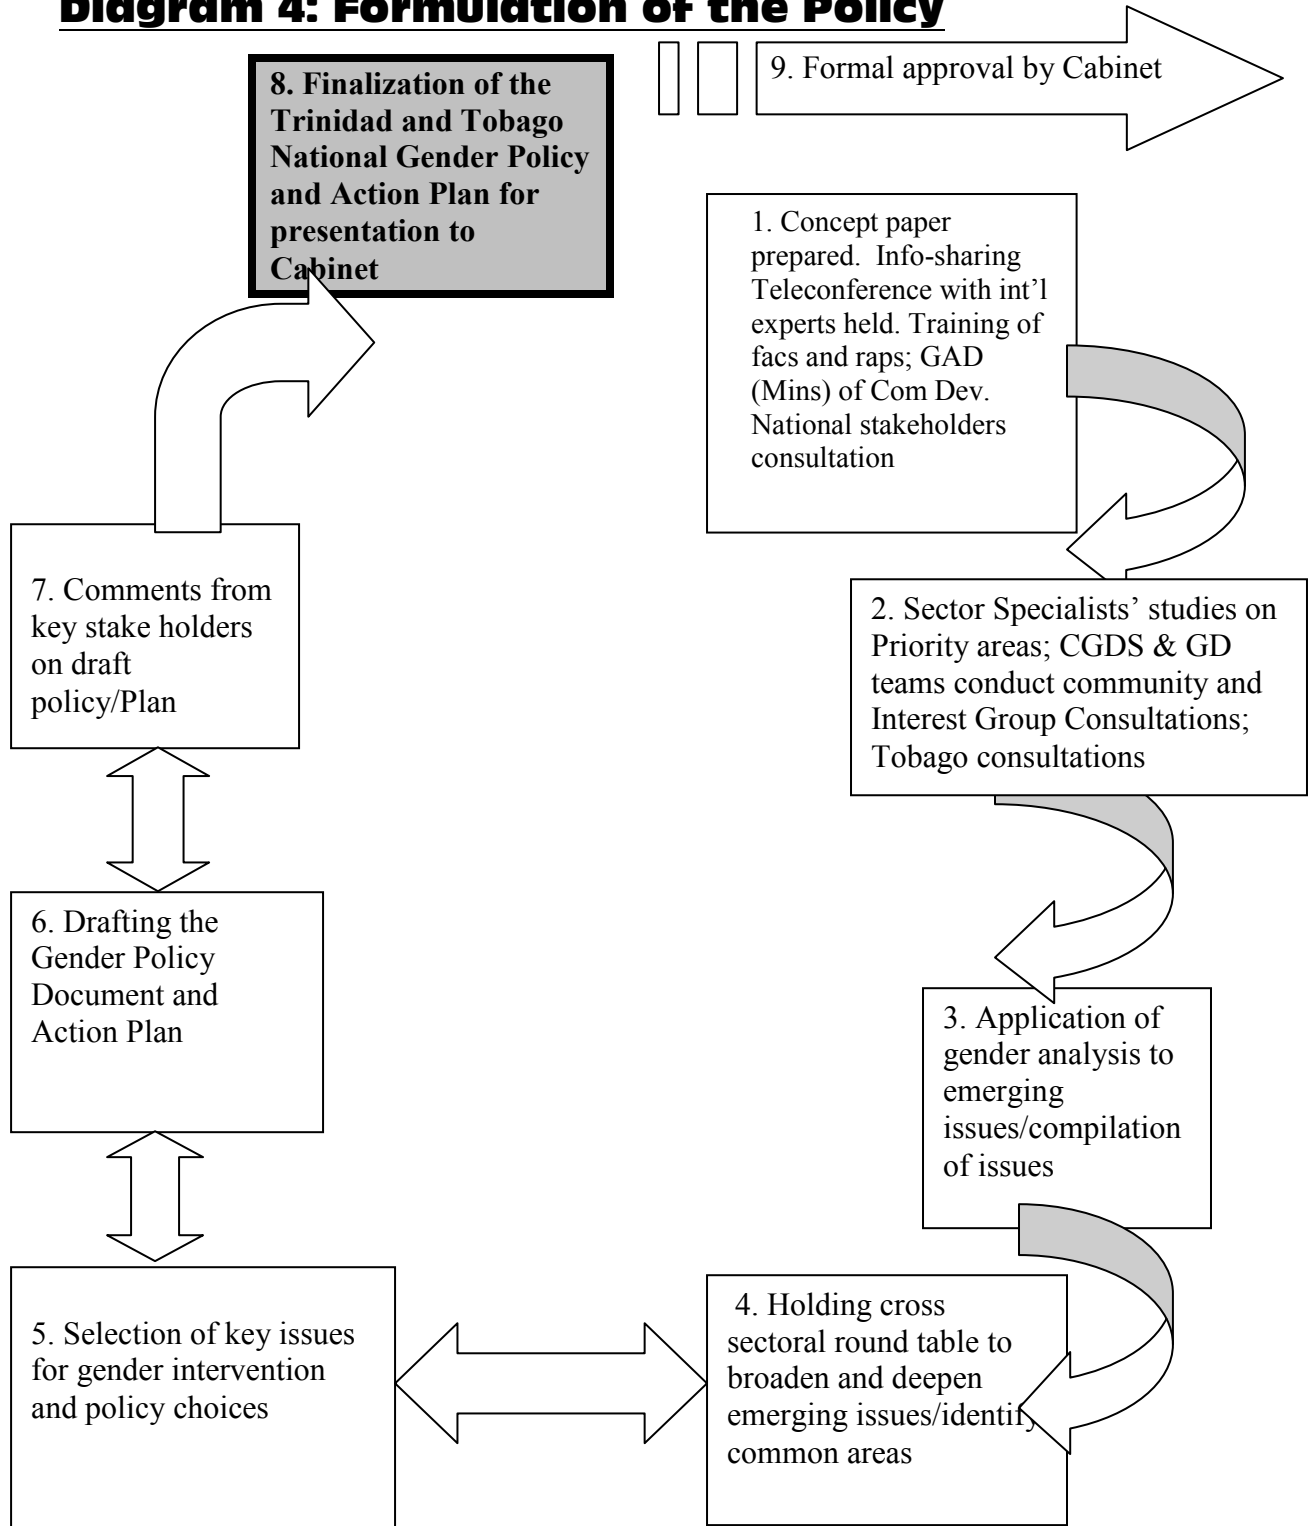 Diagram 4: Formulation of the Policy
8. Finalization of the
Trinidad and Tobago
National Gender Policy
and Action Plan for
presentation to
Cabinet
9. Formal approval by Cabinet
1. Concept paper
prepared. Info-sharing
Teleconference with int’l
experts held. Training of
facs and raps; GAD
(Mins) of Com Dev.
National stakeholders
consultation
2. Sector Specialists’ studies on
Priority areas; CGDS & GD
teams conduct community and
Interest Group Consultations;
Tobago consultations
3. Application of
gender analysis to
emerging
issues/compilation
of issues
4. Holding cross
sectoral round table to
broaden and deepen
emerging issues/identify
common areas
5. Selection of key issues
for gender intervention
and policy choices
6. Drafting the
Gender Policy
Document and
Action Plan
7. Comments from
key stake holders
on draft
policy/Plan